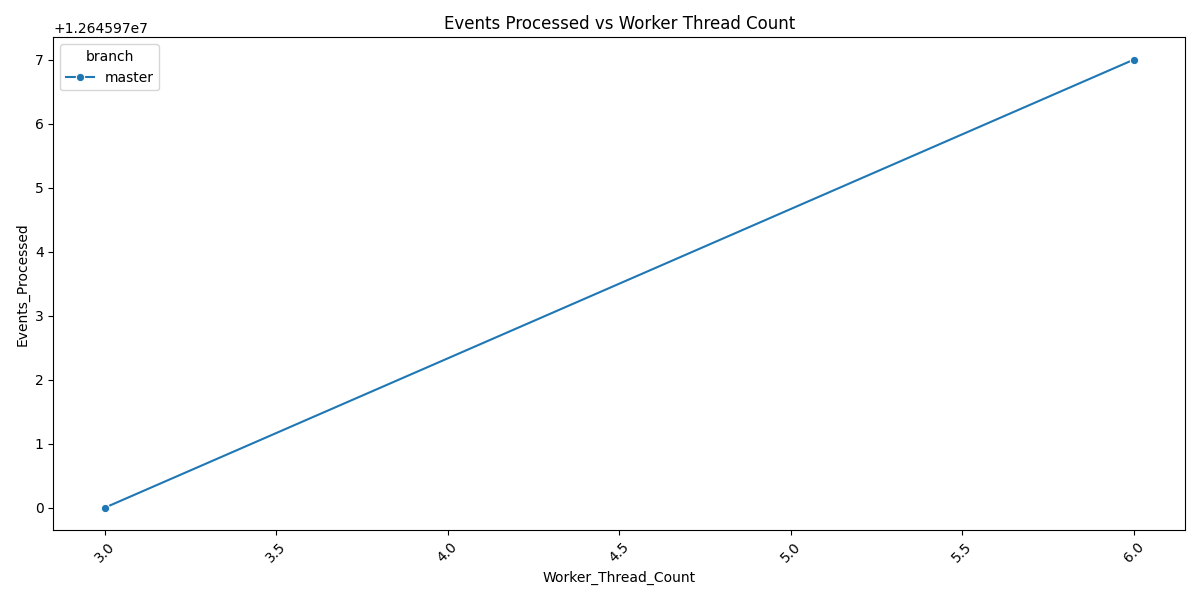 Events Processed vs Worker Thread Count
+1.264597e7
branch
master
7
6
5
4
3
2
1
0
Events_Processed
3.0
3.5
4.0
4.5
5.0
5.5
6.0
Worker_Thread_Count